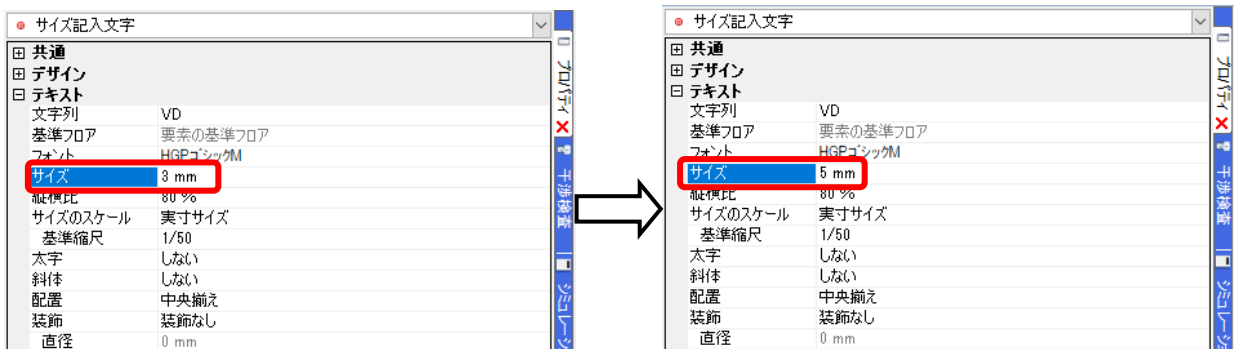 サイズ記入文字
共通
デザイン
テキスト
文字列 VD
基準フロア 要素の基準フロア
フォント HGPゴシックM
サイズ 3 mm
縦横比 80 %
サイズのスケール 実寸サイズ
基準縮尺 1/50
太字 しない
斜体 しない
配置 中央揃え
装飾 装飾なし
直径 0 mm
プロパティ
干渉検査
シミュレーシ
サイズ記入文字
共通
デザイン
テキスト
文字列 VD
基準フロア 要素の基準フロア
フォント HGPゴシックM
サイズ 5 mm
縦横比 80 %
サイズのスケール 実寸サイズ
基準縮尺 1/50
太字 しない
斜体 しない
配置 中央揃え
装飾 装飾なし
直径 0 mm
プロパティ
干渉検査
シミュレーシ